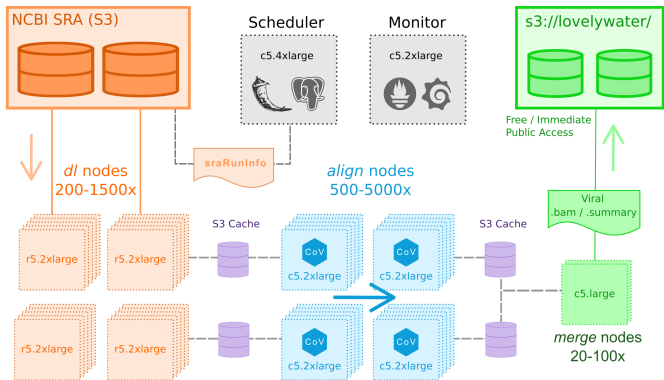 NCBI SRA (S3)
Scheduler
c5.4xlarge
Monitor
c5.2xlarge
s3://lovelywater/
Free / Immediate
Public Access
sraRunInfo
dl nodes
200-1500x
align nodes
500-5000x
Viral
.bam / .summary
S3 Cache
S3 Cache
r5.2xlarge
r5.2xlarge
CoV
c5.2xlarge
CoV
c5.2xlarge
c5.large
merge nodes
20-100x
r5.2xlarge
r5.2xlarge
CoV
c5.2xlarge
CoV
c5.2xlarge